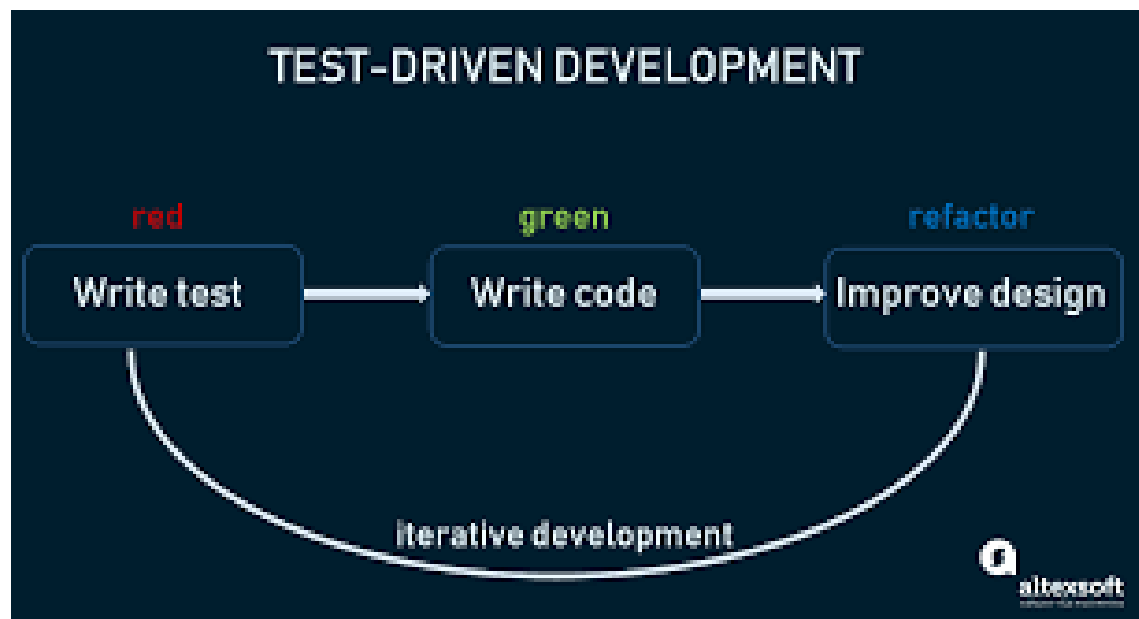 TEST-DRIVEN DEVELOPMENT
red
green
refactor
Write test
Write code
Improve design
iterative development
altexsoft